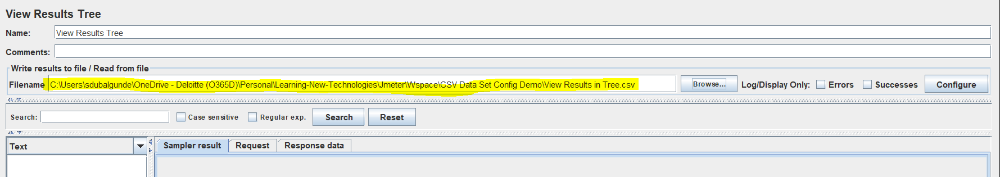 View Results Tree
Name: View Results Tree
Comments:
Write results to file / Read from file
Filename C:\Users\sdubalgunde\OneDrive - Deloitte (O365D)\Personal\Learning-New-Technologies\Jmeter\Wspace\CSV Data Set Config Demo\View Results in Tree.csv Browse... Log/Display Only: Errors Successes Configure
Search: Case sensitive Regular exp. Search Reset
Text Sampler result Request Response data